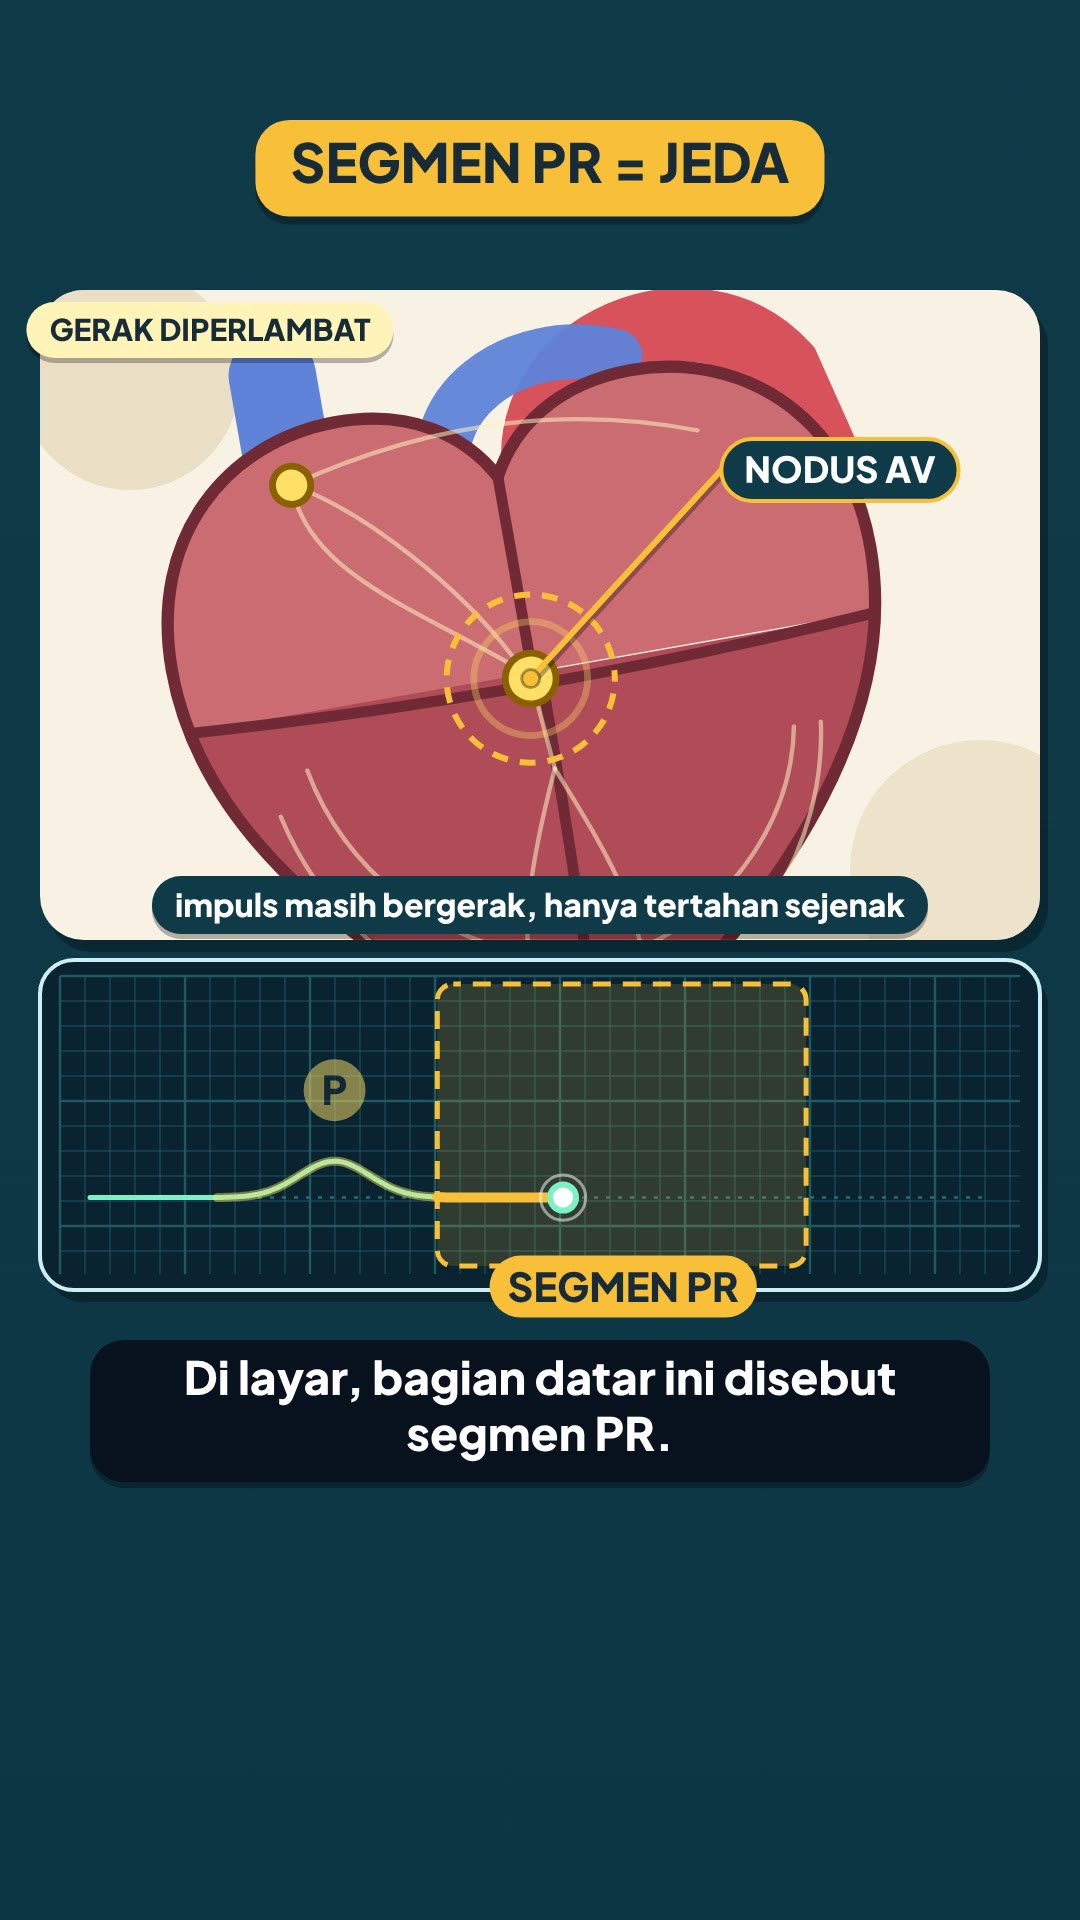 SEGMEN PR = JEDA
GERAK DIPERLAMBAT
NODUS AV
impuls masih bergerak, hanya tertahan sejenak
P
SEGMEN PR
Di layar, bagian datar ini disebut
segmen PR.